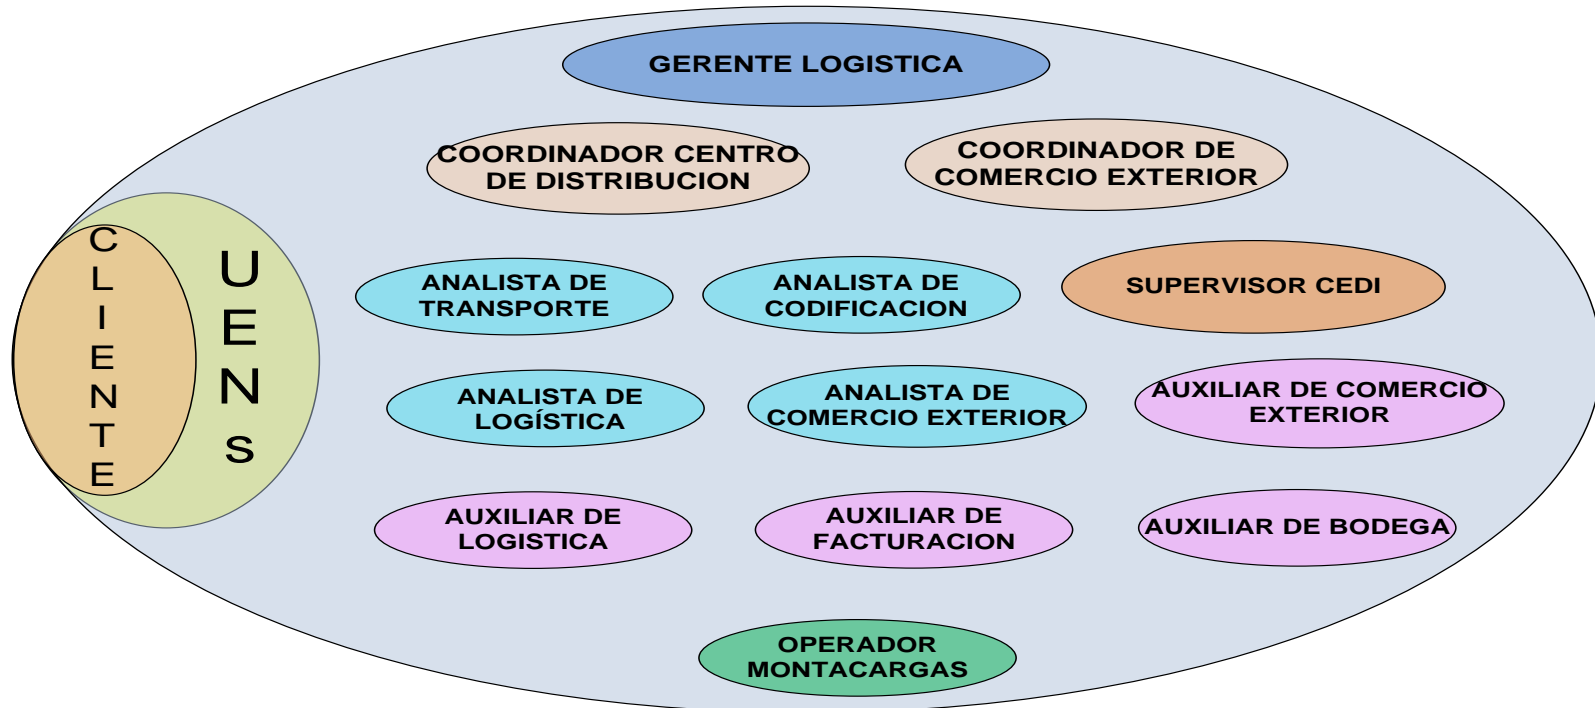 GERENTE LOGISTICA
COORDINADOR CENTRO
DE DISTRIBUCION
COORDINADOR DE
COMERCIO EXTERIOR
CLIENTE
UENs
ANALISTA DE
TRANSPORTE
ANALISTA DE
CODIFICACION
SUPERVISOR CEDI
ANALISTA DE
LOGÍSTICA
ANALISTA DE
COMERCIO EXTERIOR
AUXILIAR DE COMERCIO
EXTERIOR
AUXILIAR DE
LOGISTICA
AUXILIAR DE
FACTURACION
AUXILIAR DE BODEGA
OPERADOR
MONTACARGAS